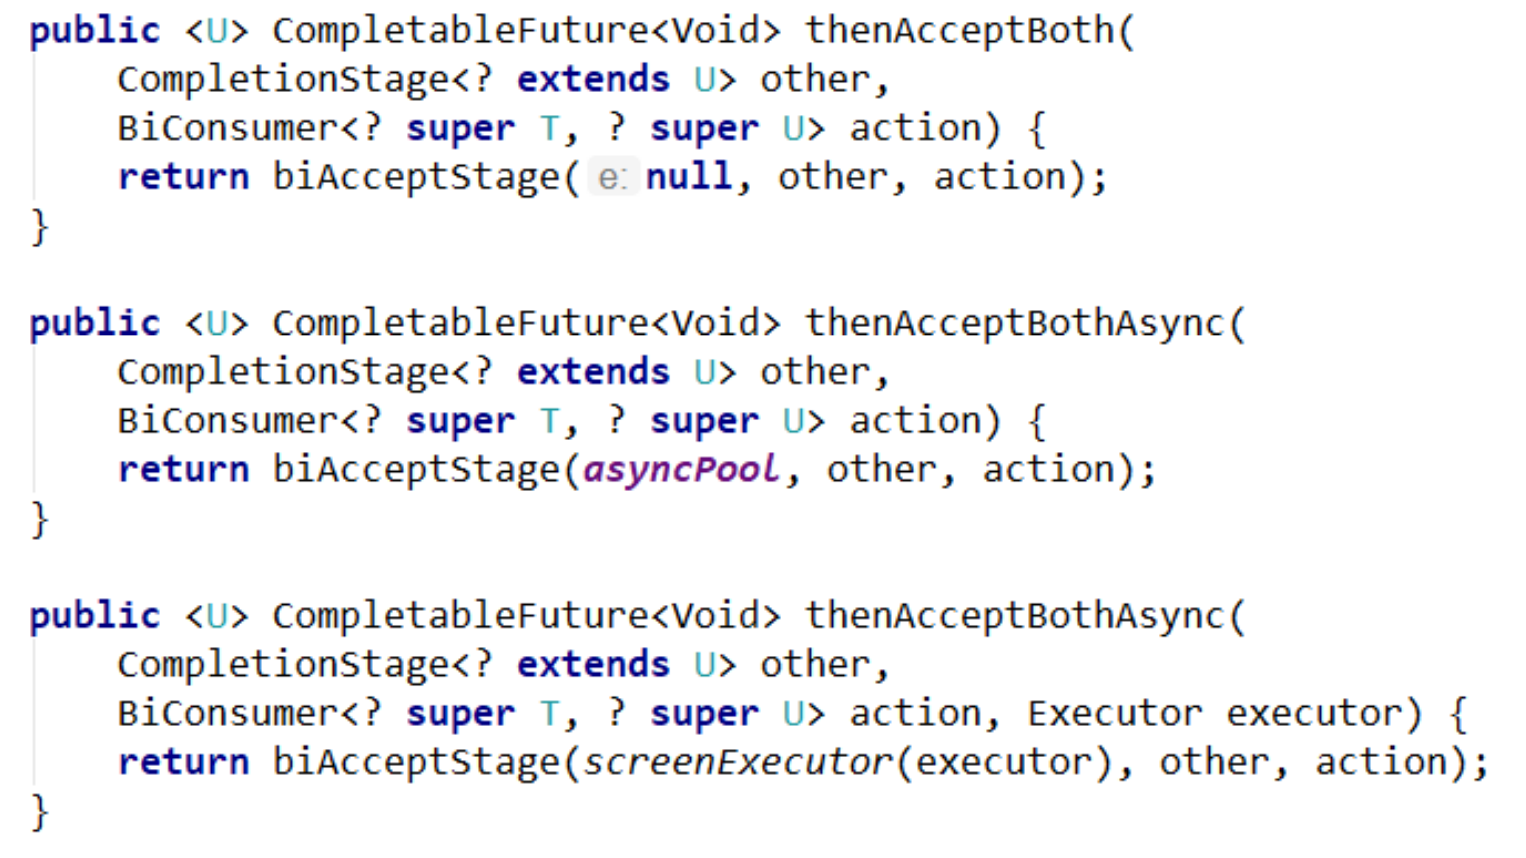 public <U> CompletableFuture<Void> thenAcceptBoth(
    CompletionStage<? extends U> other,
    BiConsumer<? super T, ? super U> action) {
    return biAcceptStage( e: null, other, action);
}

public <U> CompletableFuture<Void> thenAcceptBothAsync(
    CompletionStage<? extends U> other,
    BiConsumer<? super T, ? super U> action) {
    return biAcceptStage(asyncPool, other, action);
}

public <U> CompletableFuture<Void> thenAcceptBothAsync(
    CompletionStage<? extends U> other,
    BiConsumer<? super T, ? super U> action, Executor executor) {
    return biAcceptStage(screenExecutor(executor), other, action);
}